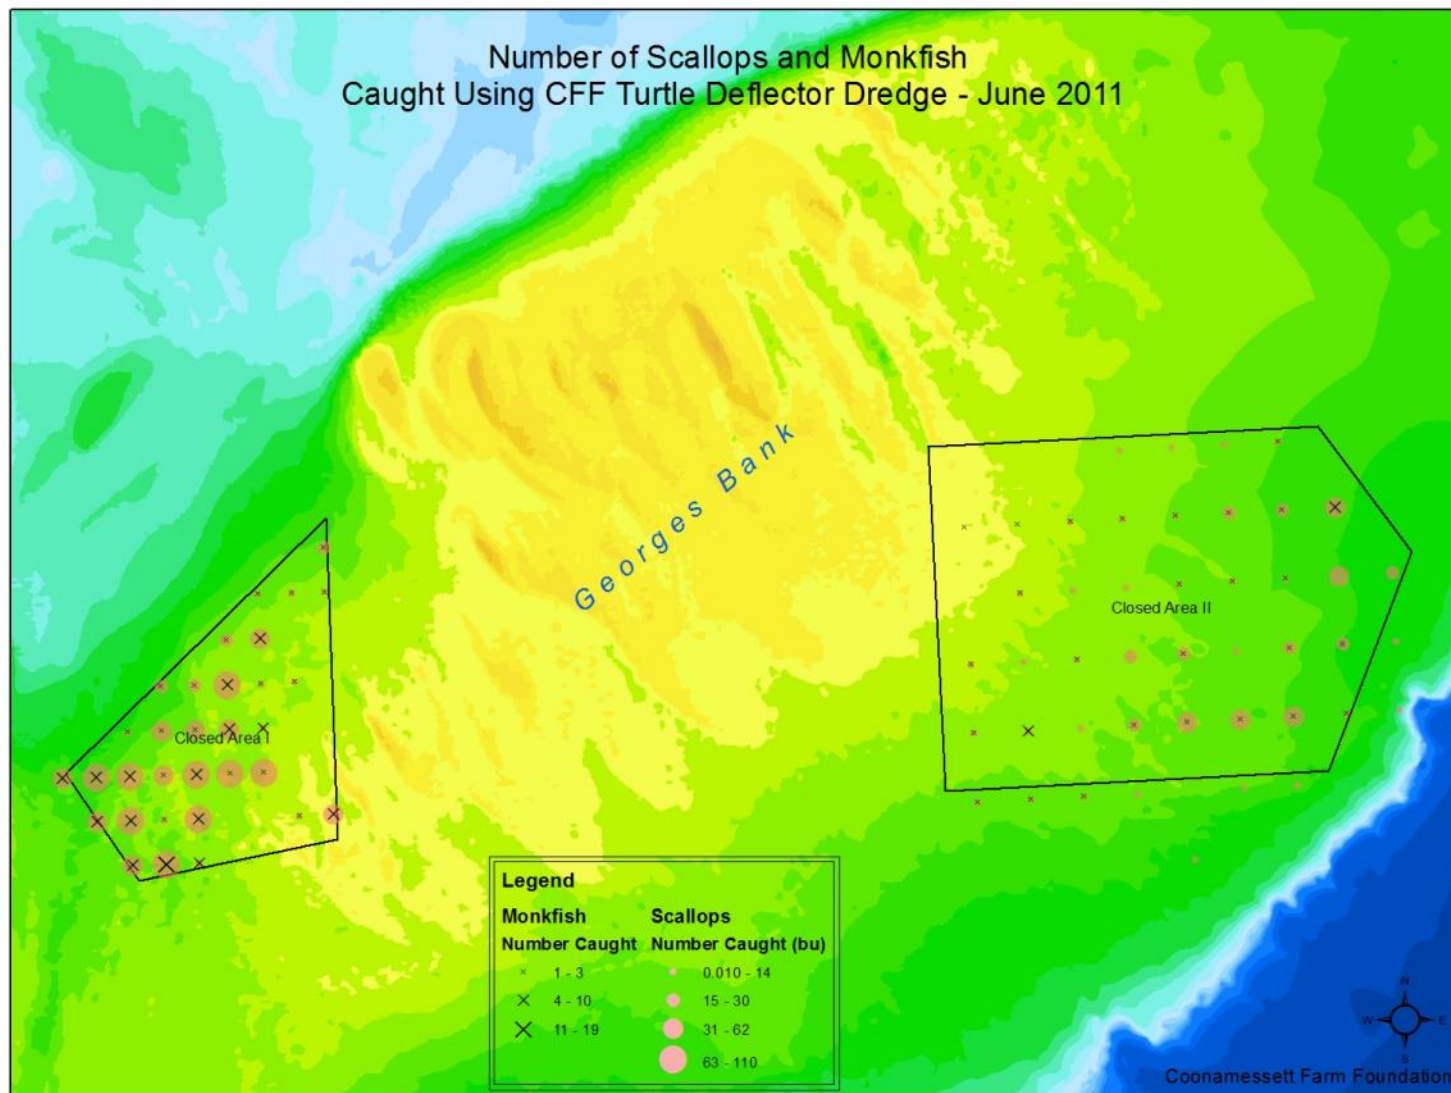 Number of Scallops and Monkfish
Caught Using CFF Turtle Deflector Dredge - June 2011
Georges Bank
Closed Area II
Closed Area I
Legend
Monkfish Scallops
Number Caught Number Caught (bu)
1 - 3 0.010 - 14
4 - 10 15 - 30
11 - 19 31 - 62
63 - 110
N
W E
S
Coonamessett Farm Foundation